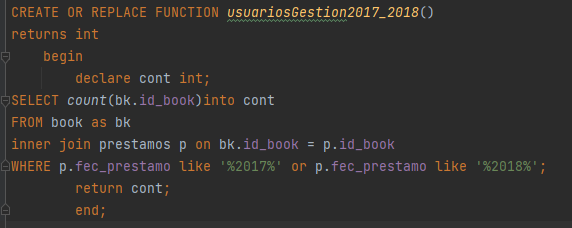 CREATE OR REPLACE FUNCTION usuariosGestion2017_2018()
returns int
begin
declare cont int;
SELECT count(bk.id_book)into cont
FROM book as bk
inner join prestamos p on bk.id_book = p.id_book
WHERE p.fec_prestamo like '%2017%' or p.fec_prestamo like '%2018%';
return cont;
end;